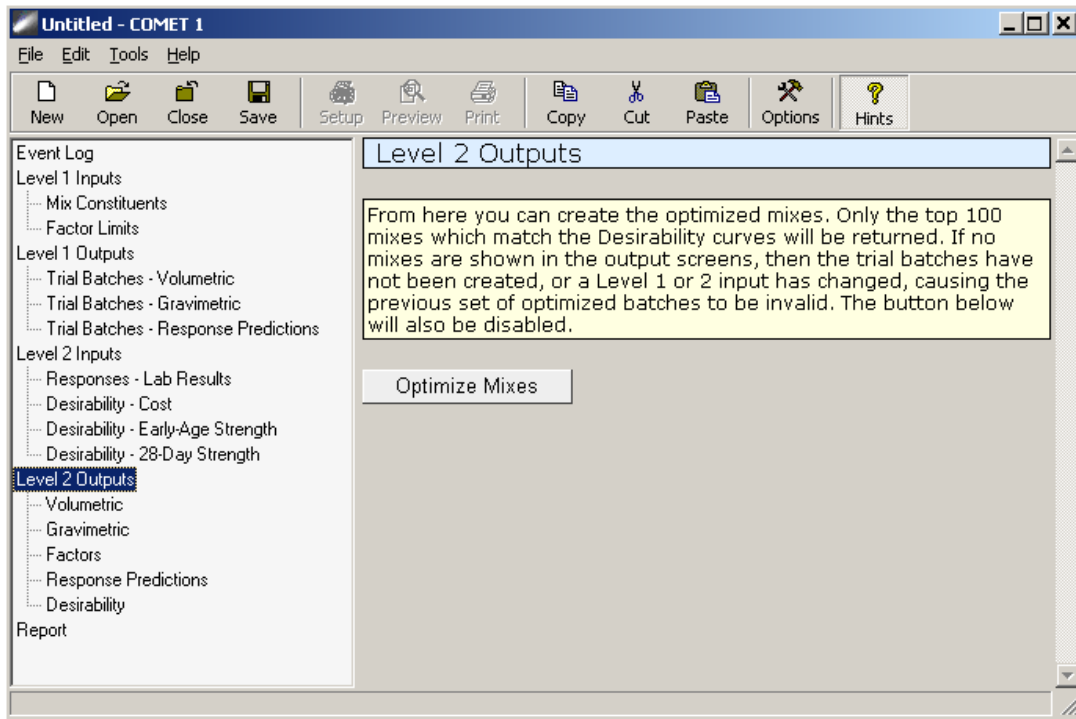 Untitled - COMET 1
File Edit Tools Help
New Open Close Save Setup Preview Print Copy Cut Paste Options Hints
Event Log
Level 1 Inputs
Mix Constituents
Factor Limits
Level 1 Outputs
Trial Batches - Volumetric
Trial Batches - Gravimetric
Trial Batches - Response Predictions
Level 2 Inputs
Responses - Lab Results
Desirability - Cost
Desirability - Early-Age Strength
Desirability - 28-Day Strength
Level 2 Outputs
Volumetric
Gravimetric
Factors
Response Predictions
Desirability
Report
Level 2 Outputs
From here you can create the optimized mixes. Only the top 100
mixes which match the Desirability curves will be returned. If no
mixes are shown in the output screens, then the trial batches have
not been created, or a Level 1 or 2 input has changed, causing the
previous set of optimized batches to be invalid. The button below
will also be disabled.
Optimize Mixes